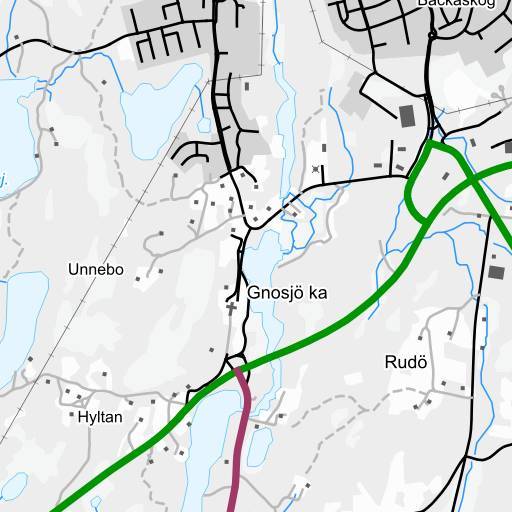 Backaskog
j.
Unnebo
Gnosjö ka
Rudö
Hyltan